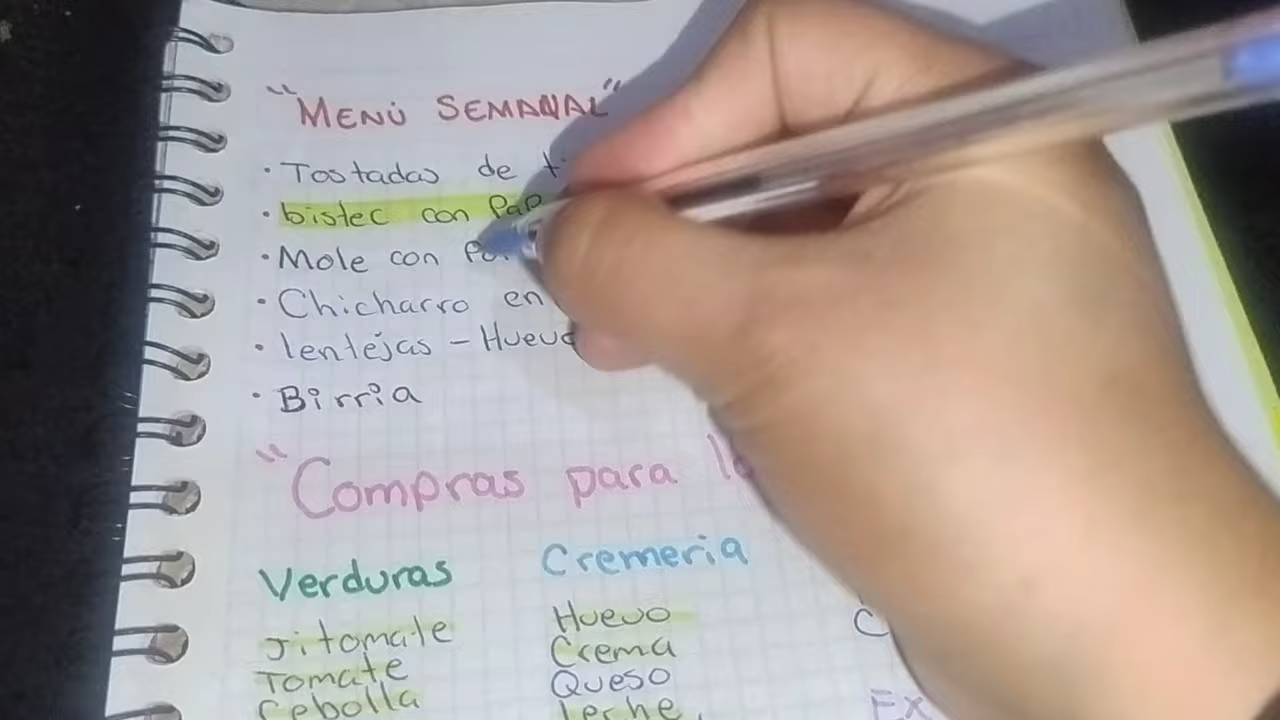 "MENÚ SEMANAL"
· Tostadas de
· bistec con
· Mole con
· Chicharro en
· lentejas - Huevo
· Birria
"Compras para
Verduras
Cremeria
Jitomate
Huevo
Tomate
Crema
Cebolla
Queso
leche